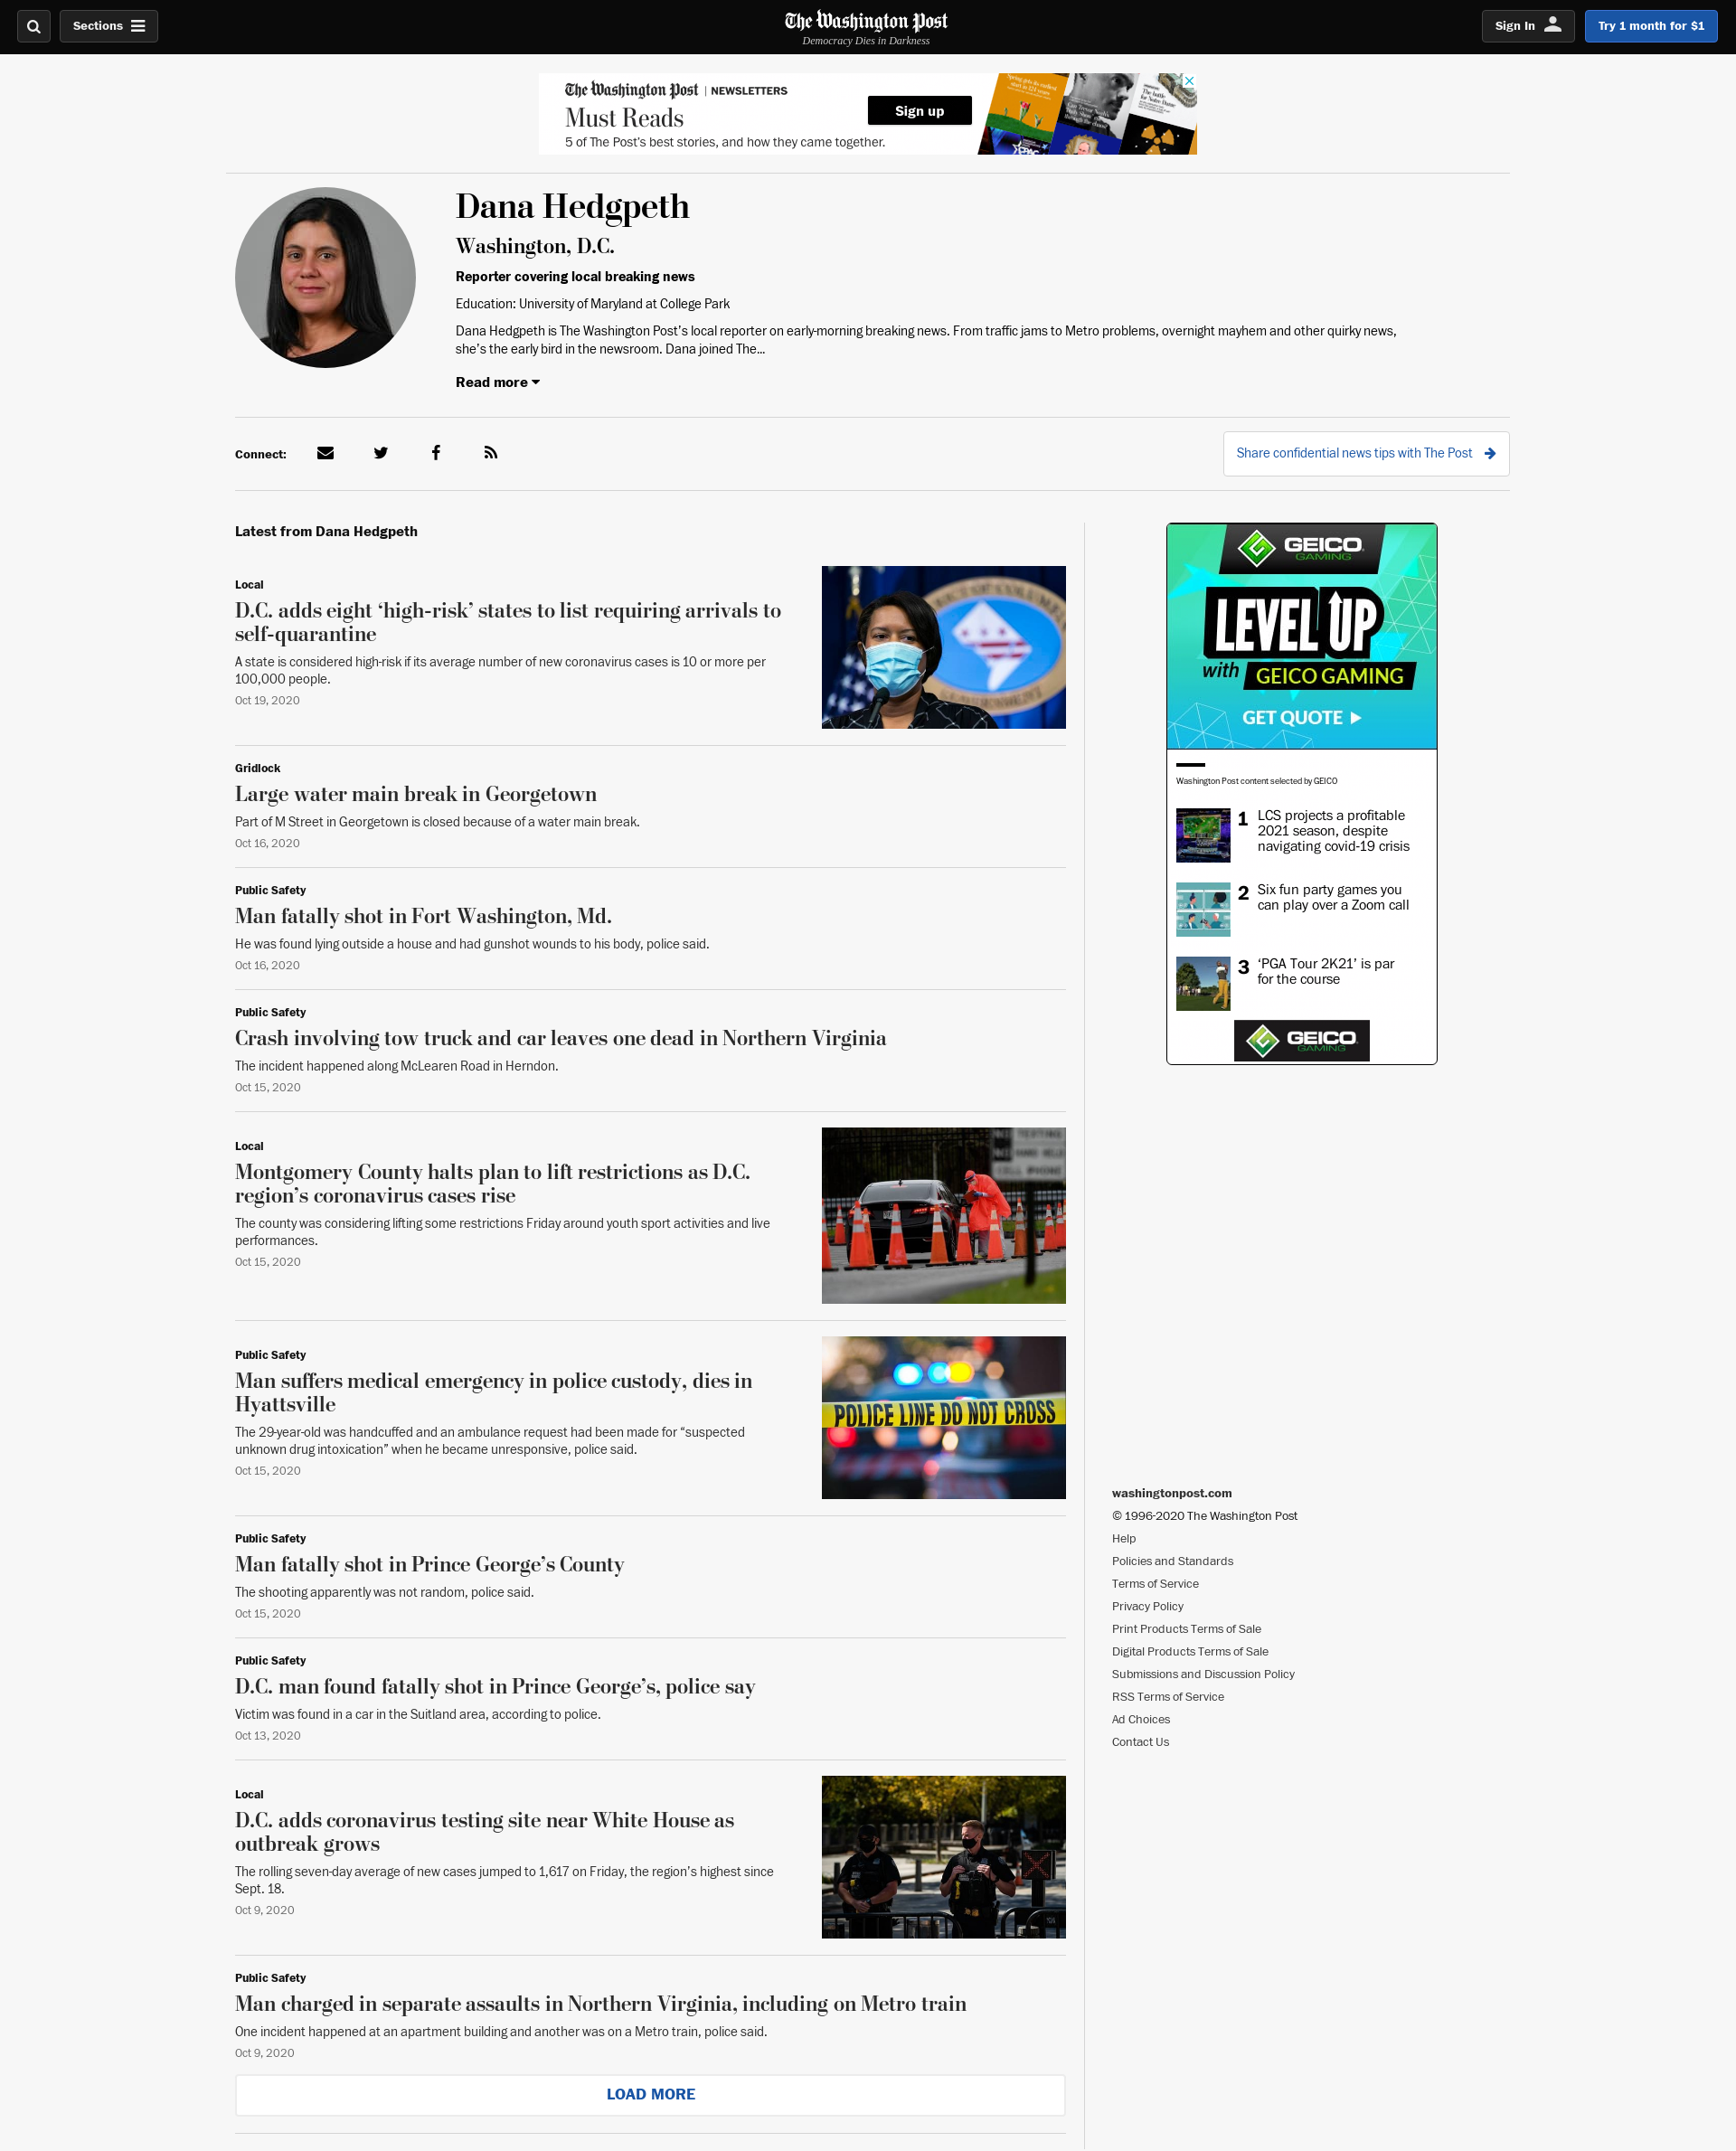 Sections
The Washington Post
Democracy Dies in Darkness
Sign In
Try 1 month for $1
The Washington Post | NEWSLETTERS
Must Reads
5 of The Post's best stories, and how they came together.
Sign up
Dana Hedgpeth
Washington, D.C.
Reporter covering local breaking news
Education: University of Maryland at College Park
Dana Hedgpeth is The Washington Post's local reporter on early-morning breaking news. From traffic jams to Metro problems, overnight mayhem and other quirky news,
she's the early bird in the newsroom. Dana joined The...
Read more
Connect:
Share confidential news tips with The Post
Latest from Dana Hedgpeth
Local
D.C. adds eight ‘high-risk’ states to list requiring arrivals to
self-quarantine
A state is considered high-risk if its average number of new coronavirus cases is 10 or more per
100,000 people.
Oct 19, 2020
Gridlock
Large water main break in Georgetown
Part of M Street in Georgetown is closed because of a water main break.
Oct 16, 2020
Public Safety
Man fatally shot in Fort Washington, Md.
He was found lying outside a house and had gunshot wounds to his body, police said.
Oct 16, 2020
Public Safety
Crash involving tow truck and car leaves one dead in Northern Virginia
The incident happened along McLearen Road in Herndon.
Oct 15, 2020
Local
Montgomery County halts plan to lift restrictions as D.C.
region’s coronavirus cases rise
The county was considering lifting some restrictions Friday around youth sport activities and live
performances.
Oct 15, 2020
Public Safety
Man suffers medical emergency in police custody, dies in
Hyattsville
The 29-year-old was handcuffed and an ambulance request had been made for “suspected
unknown drug intoxication” when he became unresponsive, police said.
Oct 15, 2020
POLICE LINE DO NOT CROSS
Public Safety
Man fatally shot in Prince George’s County
The shooting apparently was not random, police said.
Oct 15, 2020
Public Safety
D.C. man found fatally shot in Prince George’s, police say
Victim was found in a car in the Suitland area, according to police.
Oct 13, 2020
Local
D.C. adds coronavirus testing site near White House as
outbreak grows
The rolling seven-day average of new cases jumped to 1,617 on Friday, the region’s highest since
Sept. 18.
Oct 9, 2020
Public Safety
Man charged in separate assaults in Northern Virginia, including on Metro train
One incident happened at an apartment building and another was on a Metro train, police said.
Oct 9, 2020
LOAD MORE
GEICO
GAMING
LEVEL UP
with GEICO GAMING
GET QUOTE
Washington Post content selected by GEICO
1 LCS projects a profitable
2021 season, despite
navigating covid-19 crisis
2 Six fun party games you
can play over a Zoom call
3 ‘PGA Tour 2K21’ is par
for the course
GEICO
GAMING
washingtonpost.com
© 1996-2020 The Washington Post
Help
Policies and Standards
Terms of Service
Privacy Policy
Print Products Terms of Sale
Digital Products Terms of Sale
Submissions and Discussion Policy
RSS Terms of Service
Ad Choices
Contact Us